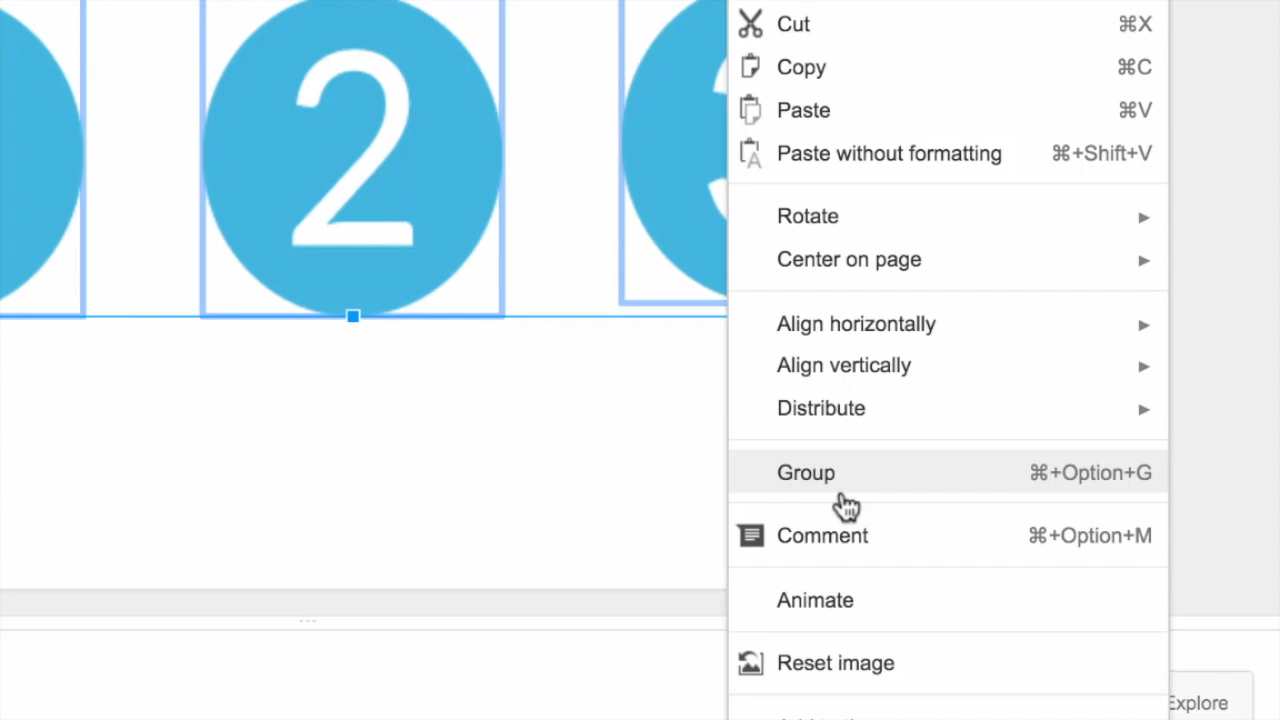 2
Cut ⌘X
Copy ⌘C
Paste ⌘V
Paste without formatting ⌘+Shift+V
Rotate
Center on page
Align horizontally
Align vertically
Distribute
Group ⌘+Option+G
Comment ⌘+Option+M
Animate
Reset image
Explore